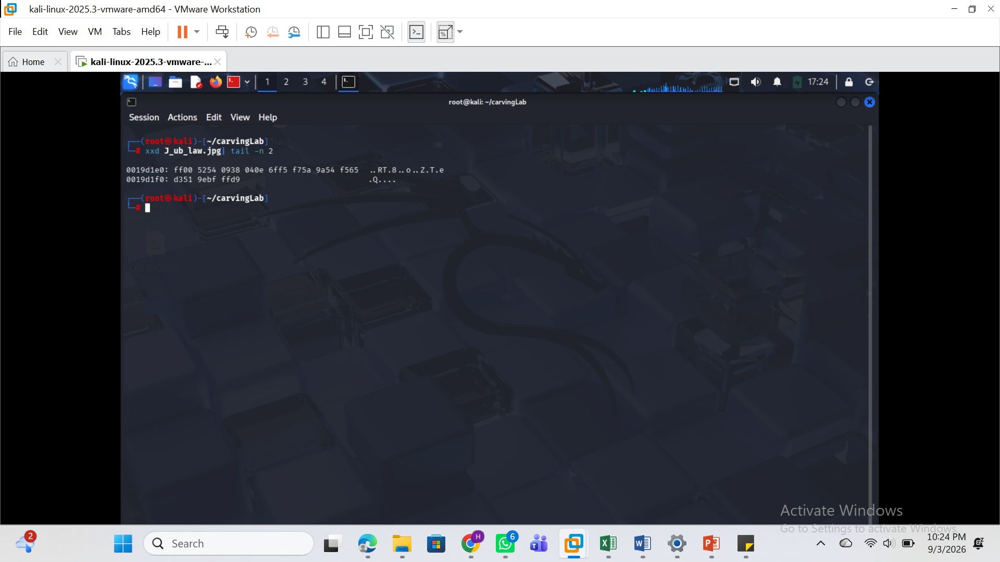 kali-linux-2025.3-vmware-amd64 - VMware Workstation
File Edit View VM Tabs Help
Home
kali-linux-2025.3-vmware-...
1 2 3 4
17:24
root@kali: ~/carvingLab
Session Actions Edit View Help
┌──(root㉿kali)-[~/carvingLab]
Trash
└─# xxd J_ub_law.jpg| tail -n 2
0019d1e0: ff00 5254 0938 040e 6ff5 f75a 9a54 f565  ..RT.8..o..Z.T.e
0019d1f0: d351 9ebf ffd9                           .Q....
┌──(root㉿kali)-[~/carvingLab]
└─#
Activate Windows
Go to Settings to activate Windows.
2
Search
H
6
10:24 PM
9/3/2026